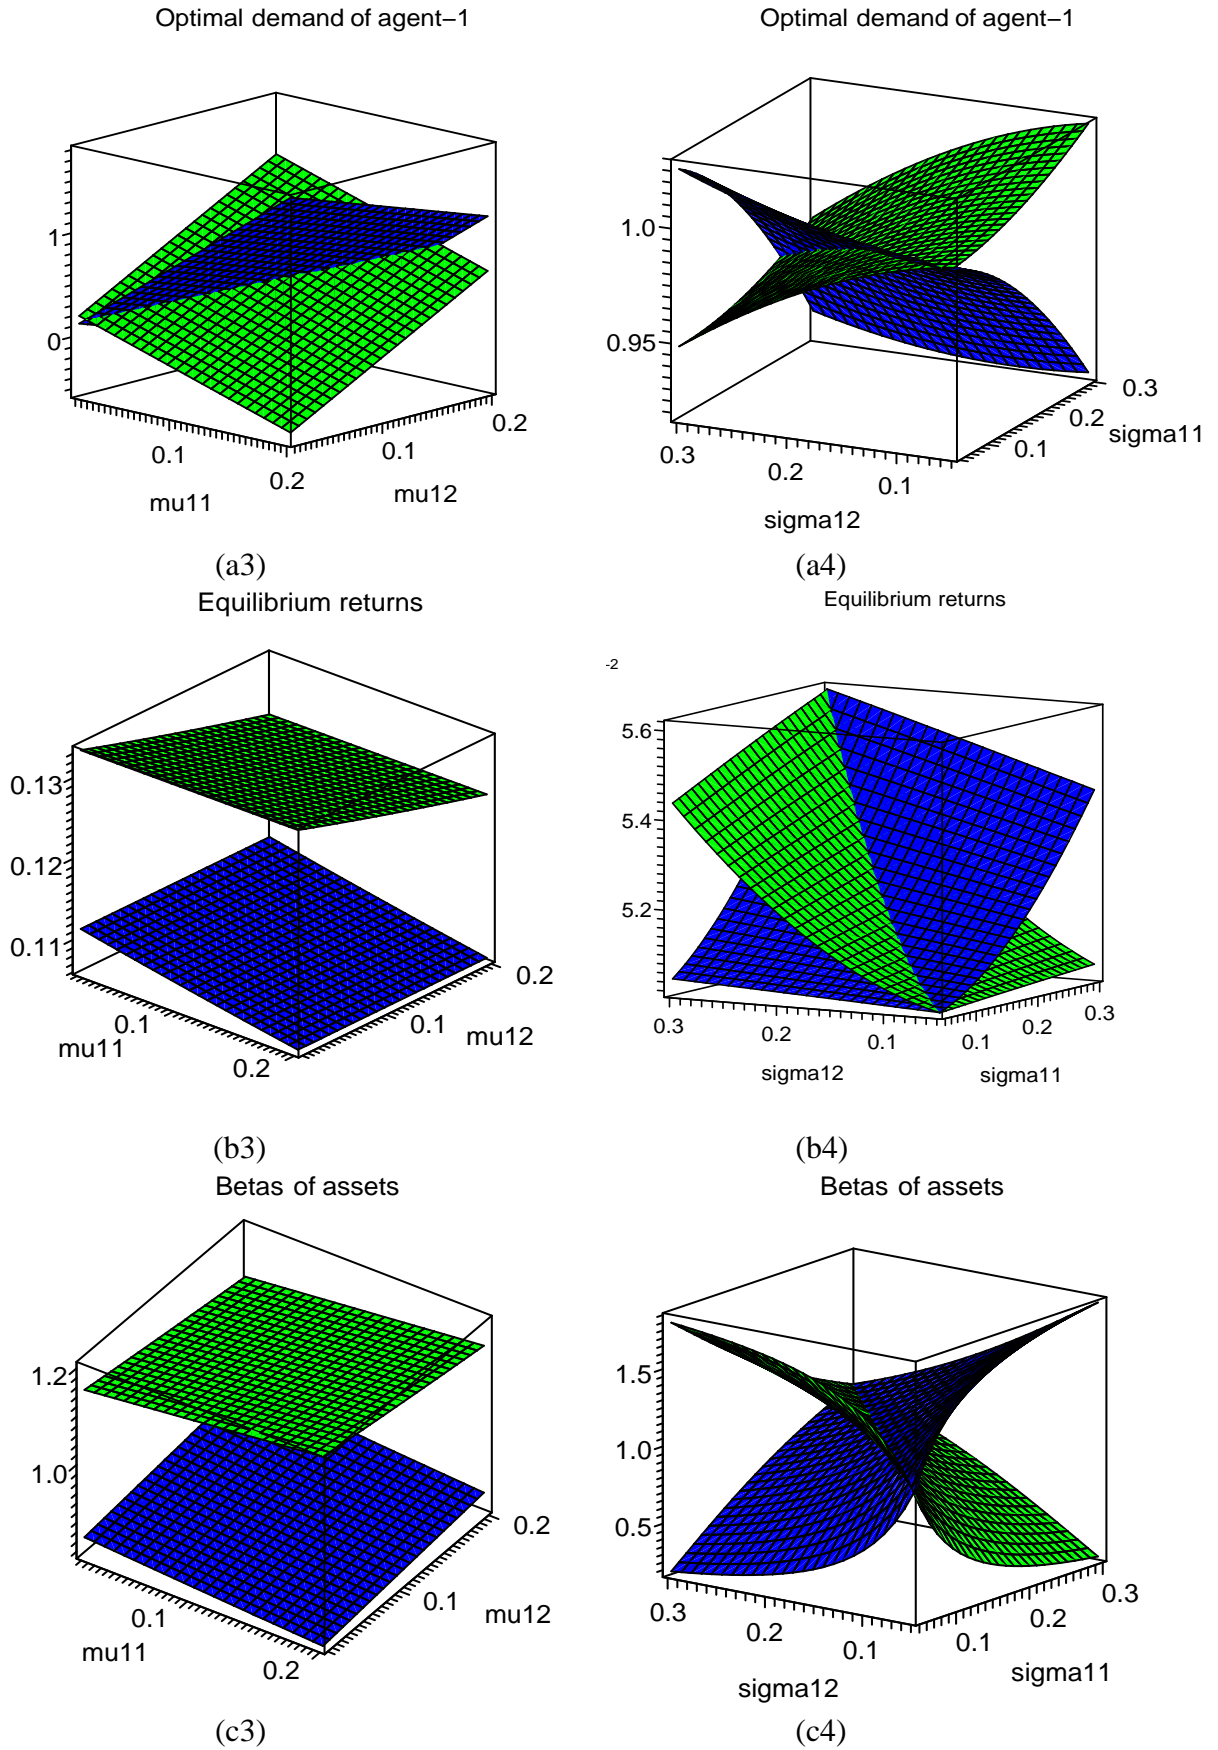 Optimal demand of agent−1
1
0
0.1
0.2
mu11
0.1
0.2
mu12
(a3)
Optimal demand of agent−1
1.0
0.95
0.3
0.2
0.1
sigma12
0.1
0.2
0.3
sigma11
(a4)
Equilibrium returns
0.13
0.12
0.11
0.1
0.2
mu11
0.1
0.2
mu12
(b3)
Equilibrium returns
-2
5.6
5.4
5.2
0.3
0.2
0.1
sigma12
0.1
0.2
0.3
sigma11
(b4)
Betas of assets
1.2
1.0
0.1
0.2
mu11
0.1
0.2
mu12
(c3)
Betas of assets
1.5
1.0
0.5
0.3
0.2
0.1
sigma12
0.1
0.2
0.3
sigma11
(c4)